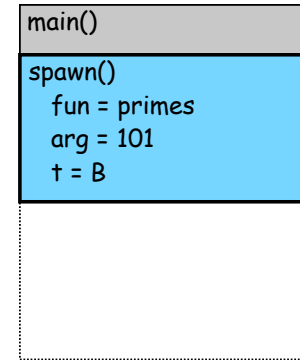 main()
spawn()
fun = primes
arg = 101
t = B